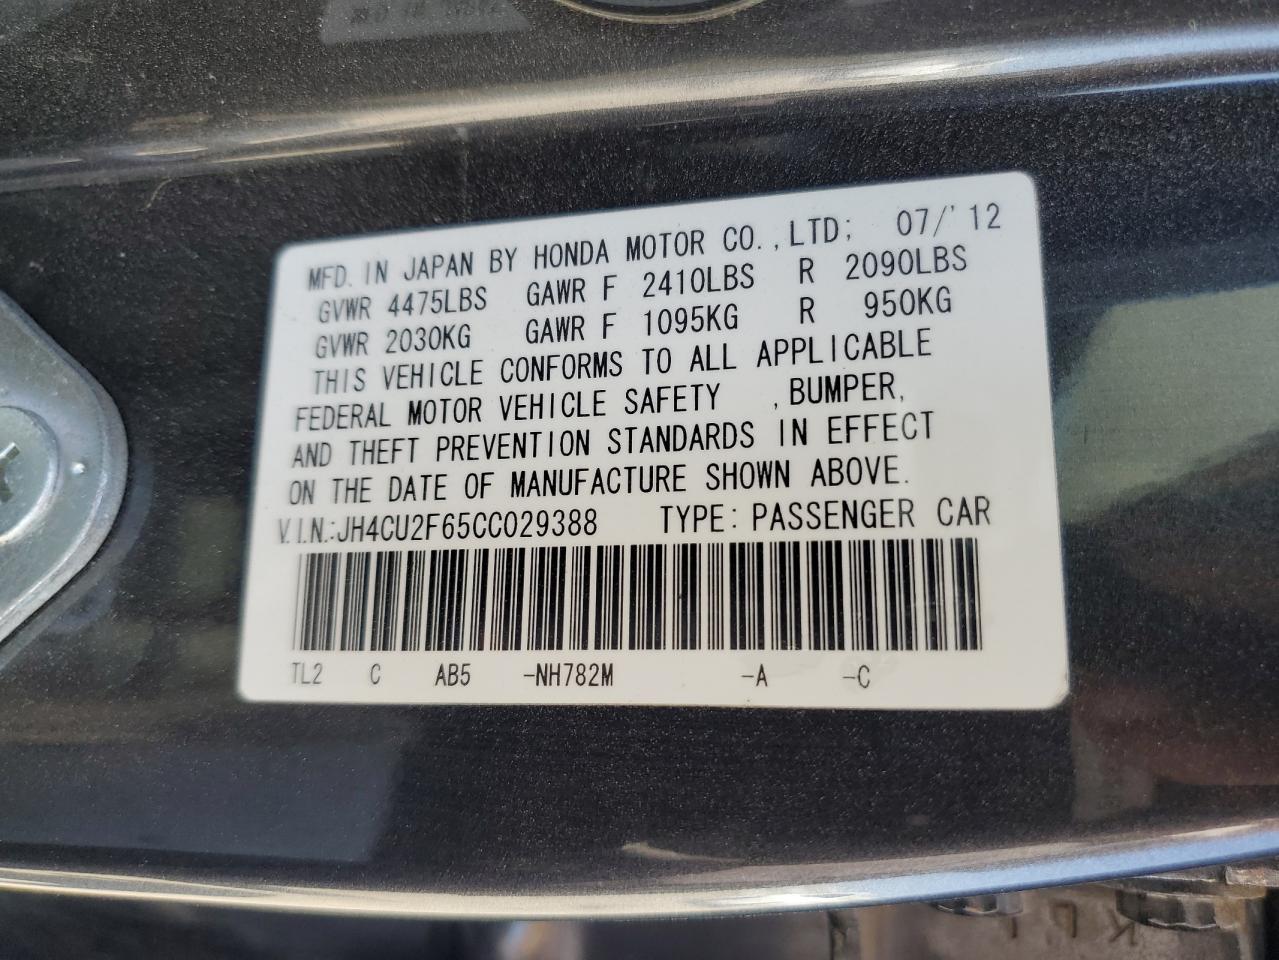 MFD. IN JAPAN BY HONDA MOTOR CO.,LTD; 07/'12
GVWR 4475LBS GAWR F 2410LBS R 2090LBS
GVWR 2030KG GAWR F 1095KG R 950KG
THIS VEHICLE CONFORMS TO ALL APPLICABLE
FEDERAL MOTOR VEHICLE SAFETY ,BUMPER,
AND THEFT PREVENTION STANDARDS IN EFFECT
ON THE DATE OF MANUFACTURE SHOWN ABOVE.
V.I.N.:JH4CU2F65CC029388 TYPE:PASSENGER CAR
TL2 C AB5 -NH782M -A -C